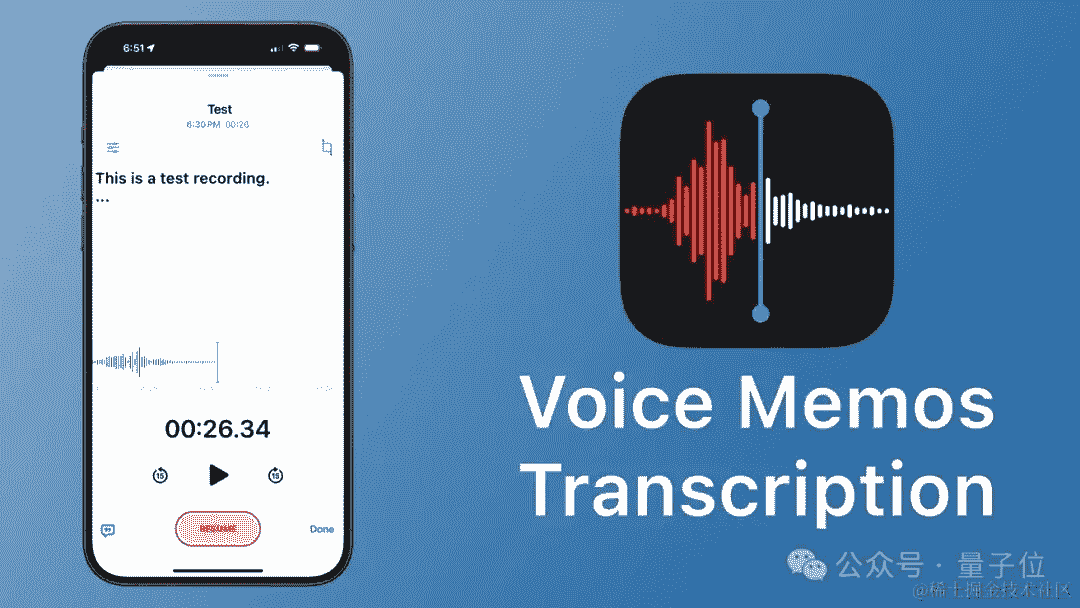 6:51
Test
6:30 PM 00:26
This is a test recording.
...
00:26.34
15
15
RESUME
Done
Voice Memos
Transcription
公众号 · 量子位
@稀土掘金技术社区